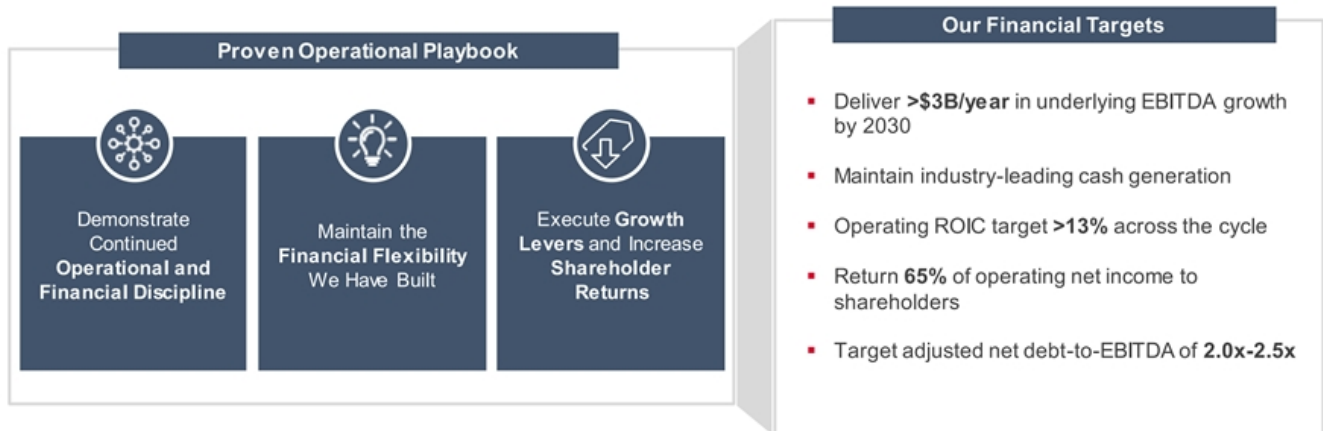 Proven Operational Playbook
Demonstrate
Continued
Operational and
Financial Discipline
Maintain the
Financial Flexibility
We Have Built
Execute Growth
Levers and Increase
Shareholder
Returns
Our Financial Targets
Deliver >$3B/year in underlying EBITDA growth
by 2030
Maintain industry-leading cash generation
Operating ROIC target >13% across the cycle
Return 65% of operating net income to
shareholders
Target adjusted net debt-to-EBITDA of 2.0x-2.5x